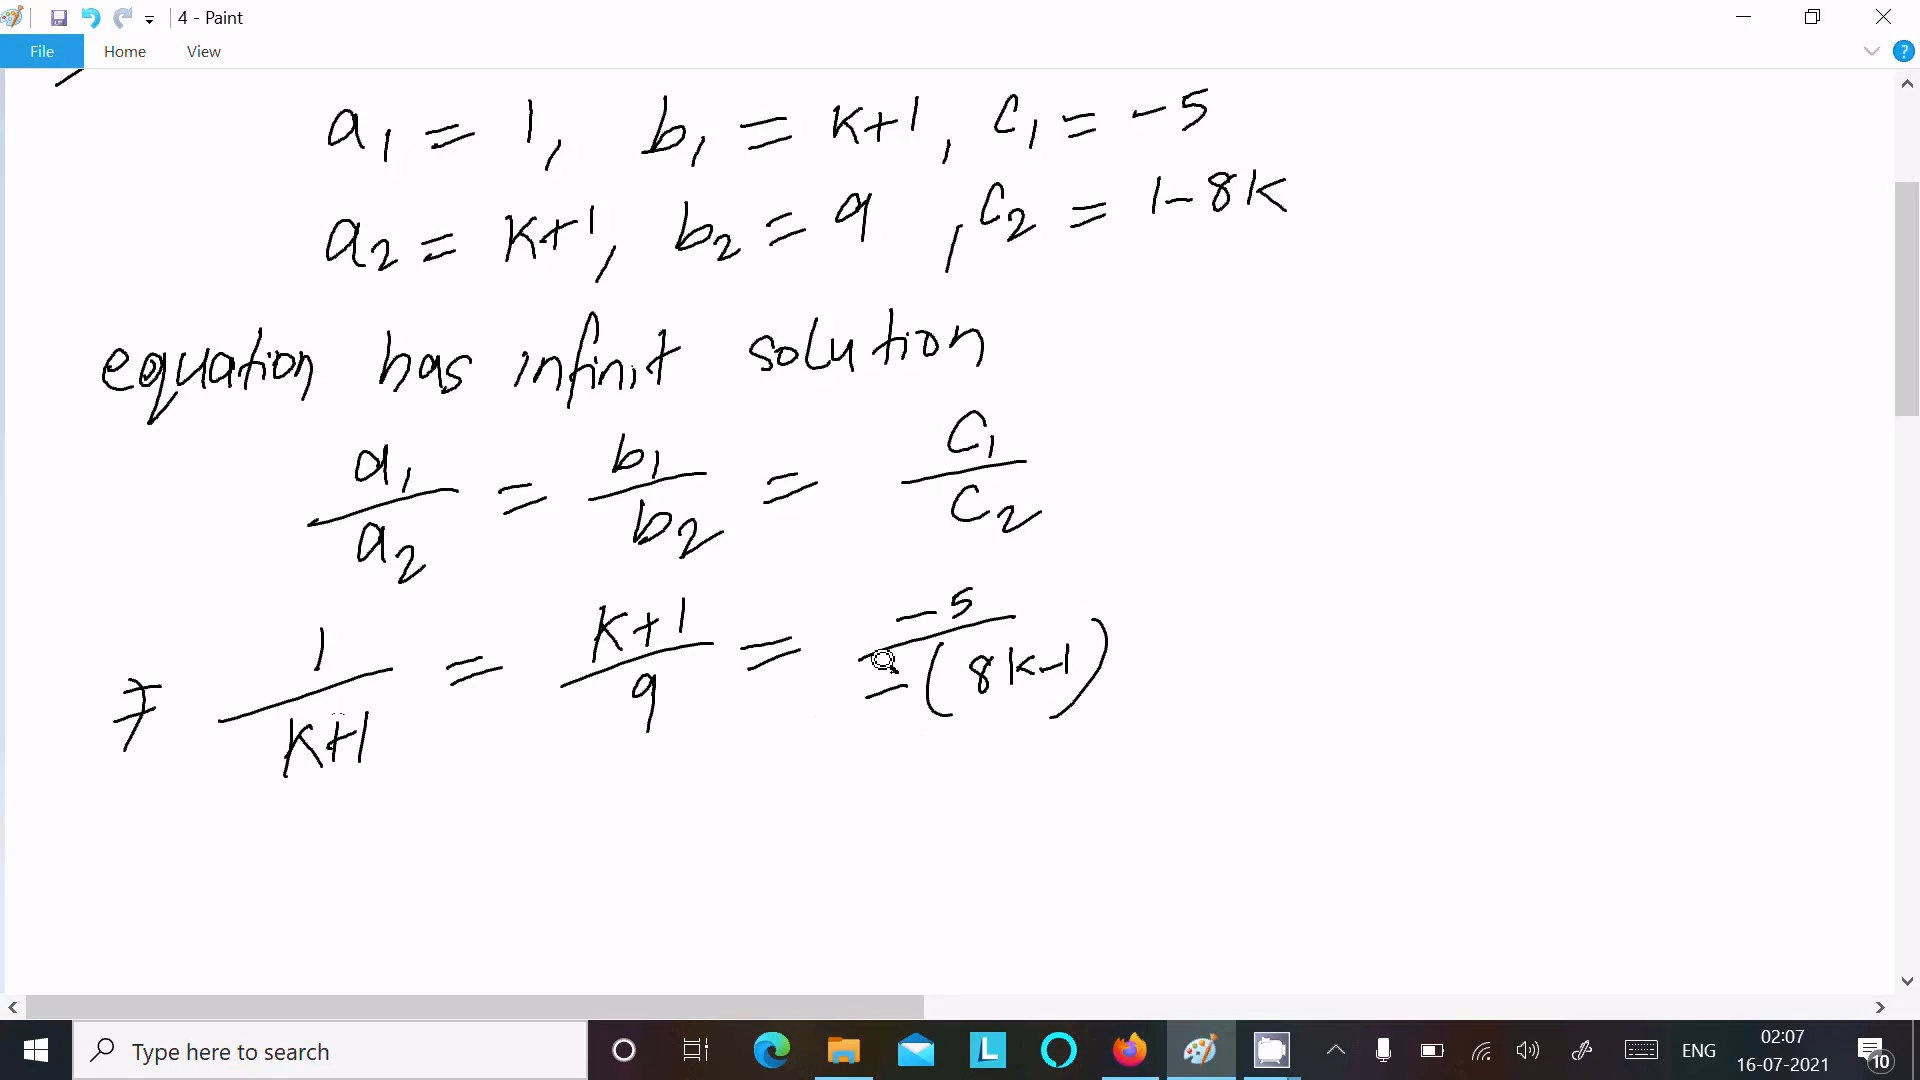 4 - Paint
File Home View
a₁ = 1, b₁ = K+1, C₁ = -5
a₂ = K+1, b₂ = 9, C₂ = 1-8K
equation has infinit solution
a₁/a₂ = b₁/b₂ = C₁/C₂
⇒ 1/(K+1) = (K+1)/9 = -5/-(8K-1)
Type here to search
L
ENG
02:07
16-07-2021
10